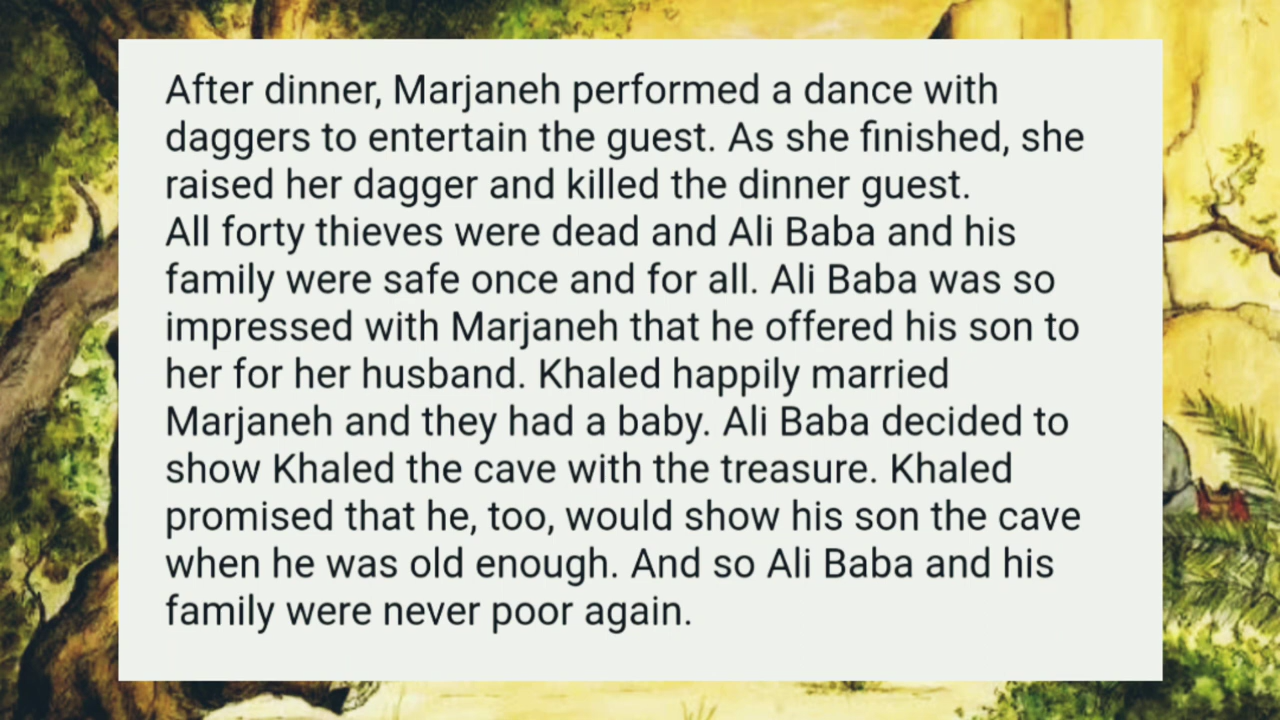 After dinner, Marjaneh performed a dance with
daggers to entertain the guest. As she finished, she
raised her dagger and killed the dinner guest.
All forty thieves were dead and Ali Baba and his
family were safe once and for all. Ali Baba was so
impressed with Marjaneh that he offered his son to
her for her husband. Khaled happily married
Marjaneh and they had a baby. Ali Baba decided to
show Khaled the cave with the treasure. Khaled
promised that he, too, would show his son the cave
when he was old enough. And so Ali Baba and his
family were never poor again.